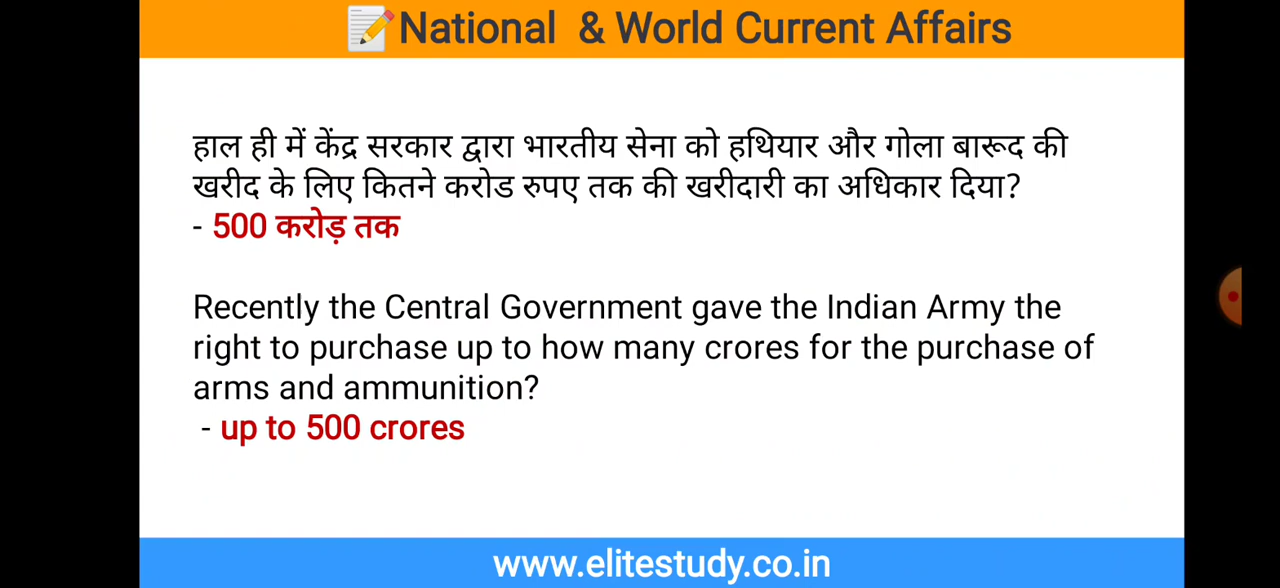 National & World Current Affairs
हाल ही में केंद्र सरकार द्वारा भारतीय सेना को हथियार और गोला बारूद की
खरीद के लिए कितने करोड रुपए तक की खरीदारी का अधिकार दिया?
- 500 करोड़ तक
Recently the Central Government gave the Indian Army the
right to purchase up to how many crores for the purchase of
arms and ammunition?
- up to 500 crores
www.elitestudy.co.in